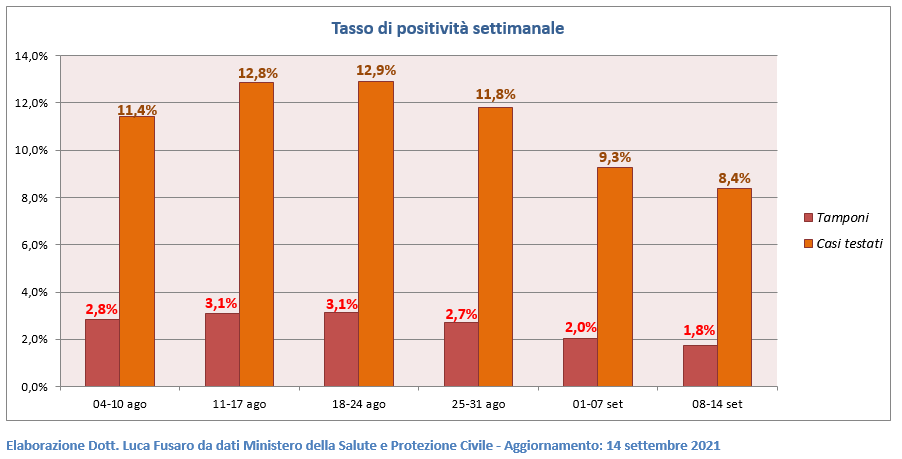 Tasso di positività settimanale
14,0%
12,0%
10,0%
8,0%
6,0%
4,0%
2,0%
0,0%
11,4%
12,8%
12,9%
11,8%
9,3%
8,4%
2,8%
3,1%
3,1%
2,7%
2,0%
1,8%
04-10 ago
11-17 ago
18-24 ago
25-31 ago
01-07 set
08-14 set
Tamponi
Casi testati
Elaborazione Dott. Luca Fusaro da dati Ministero della Salute e Protezione Civile - Aggiornamento: 14 settembre 2021